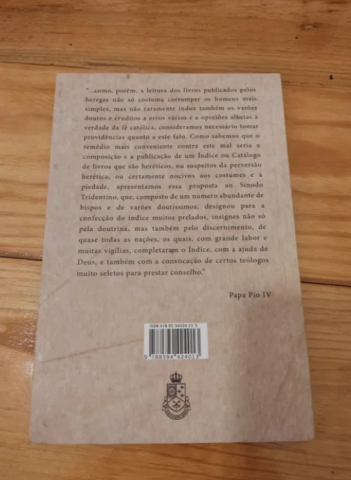 "...como, porém, a leitura dos livros publicados pelos
hereges não só costuma corromper os homens mais
simples, mas não raramente induz também os varões
doutos e eruditos a erros vários e a opiniões alheias à
verdade da fé católica, consideramos necessário tomar
providências quanto a este fato. Como sabemos que o
remédio mais conveniente contra este mal seria a
composição e a publicação de um Índice ou Catálogo
de livros que são heréticos, ou suspeitos da perversão
herética, ou certamente nocivos aos costumes e à
piedade, apresentamos essa proposta ao Sínodo
Tridentino, que, composto de um número abundante de
bispos e de varões doutíssimos, designou para a
confecção do índice muitos prelados, insignes não só
pela doutrina, mas também pelo discernimento, de
quase todas as nações, os quais, com grande labor e
muitas vigílias, completaram o Índice, com a ajuda de
Deus, e também com a convocação de certos teólogos
muito seletos para prestar conselho."
Papa Pio IV
ISBN 978